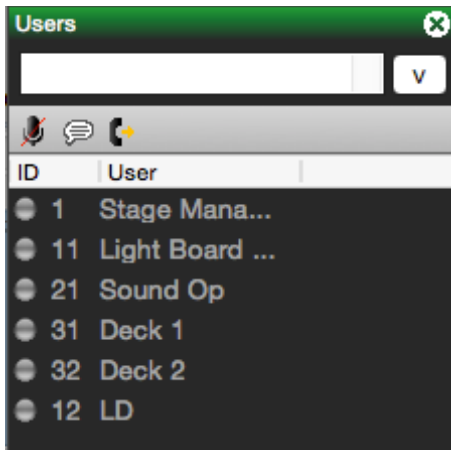 Users
v
ID User
1 Stage Mana...
11 Light Board ...
21 Sound Op
31 Deck 1
32 Deck 2
12 LD